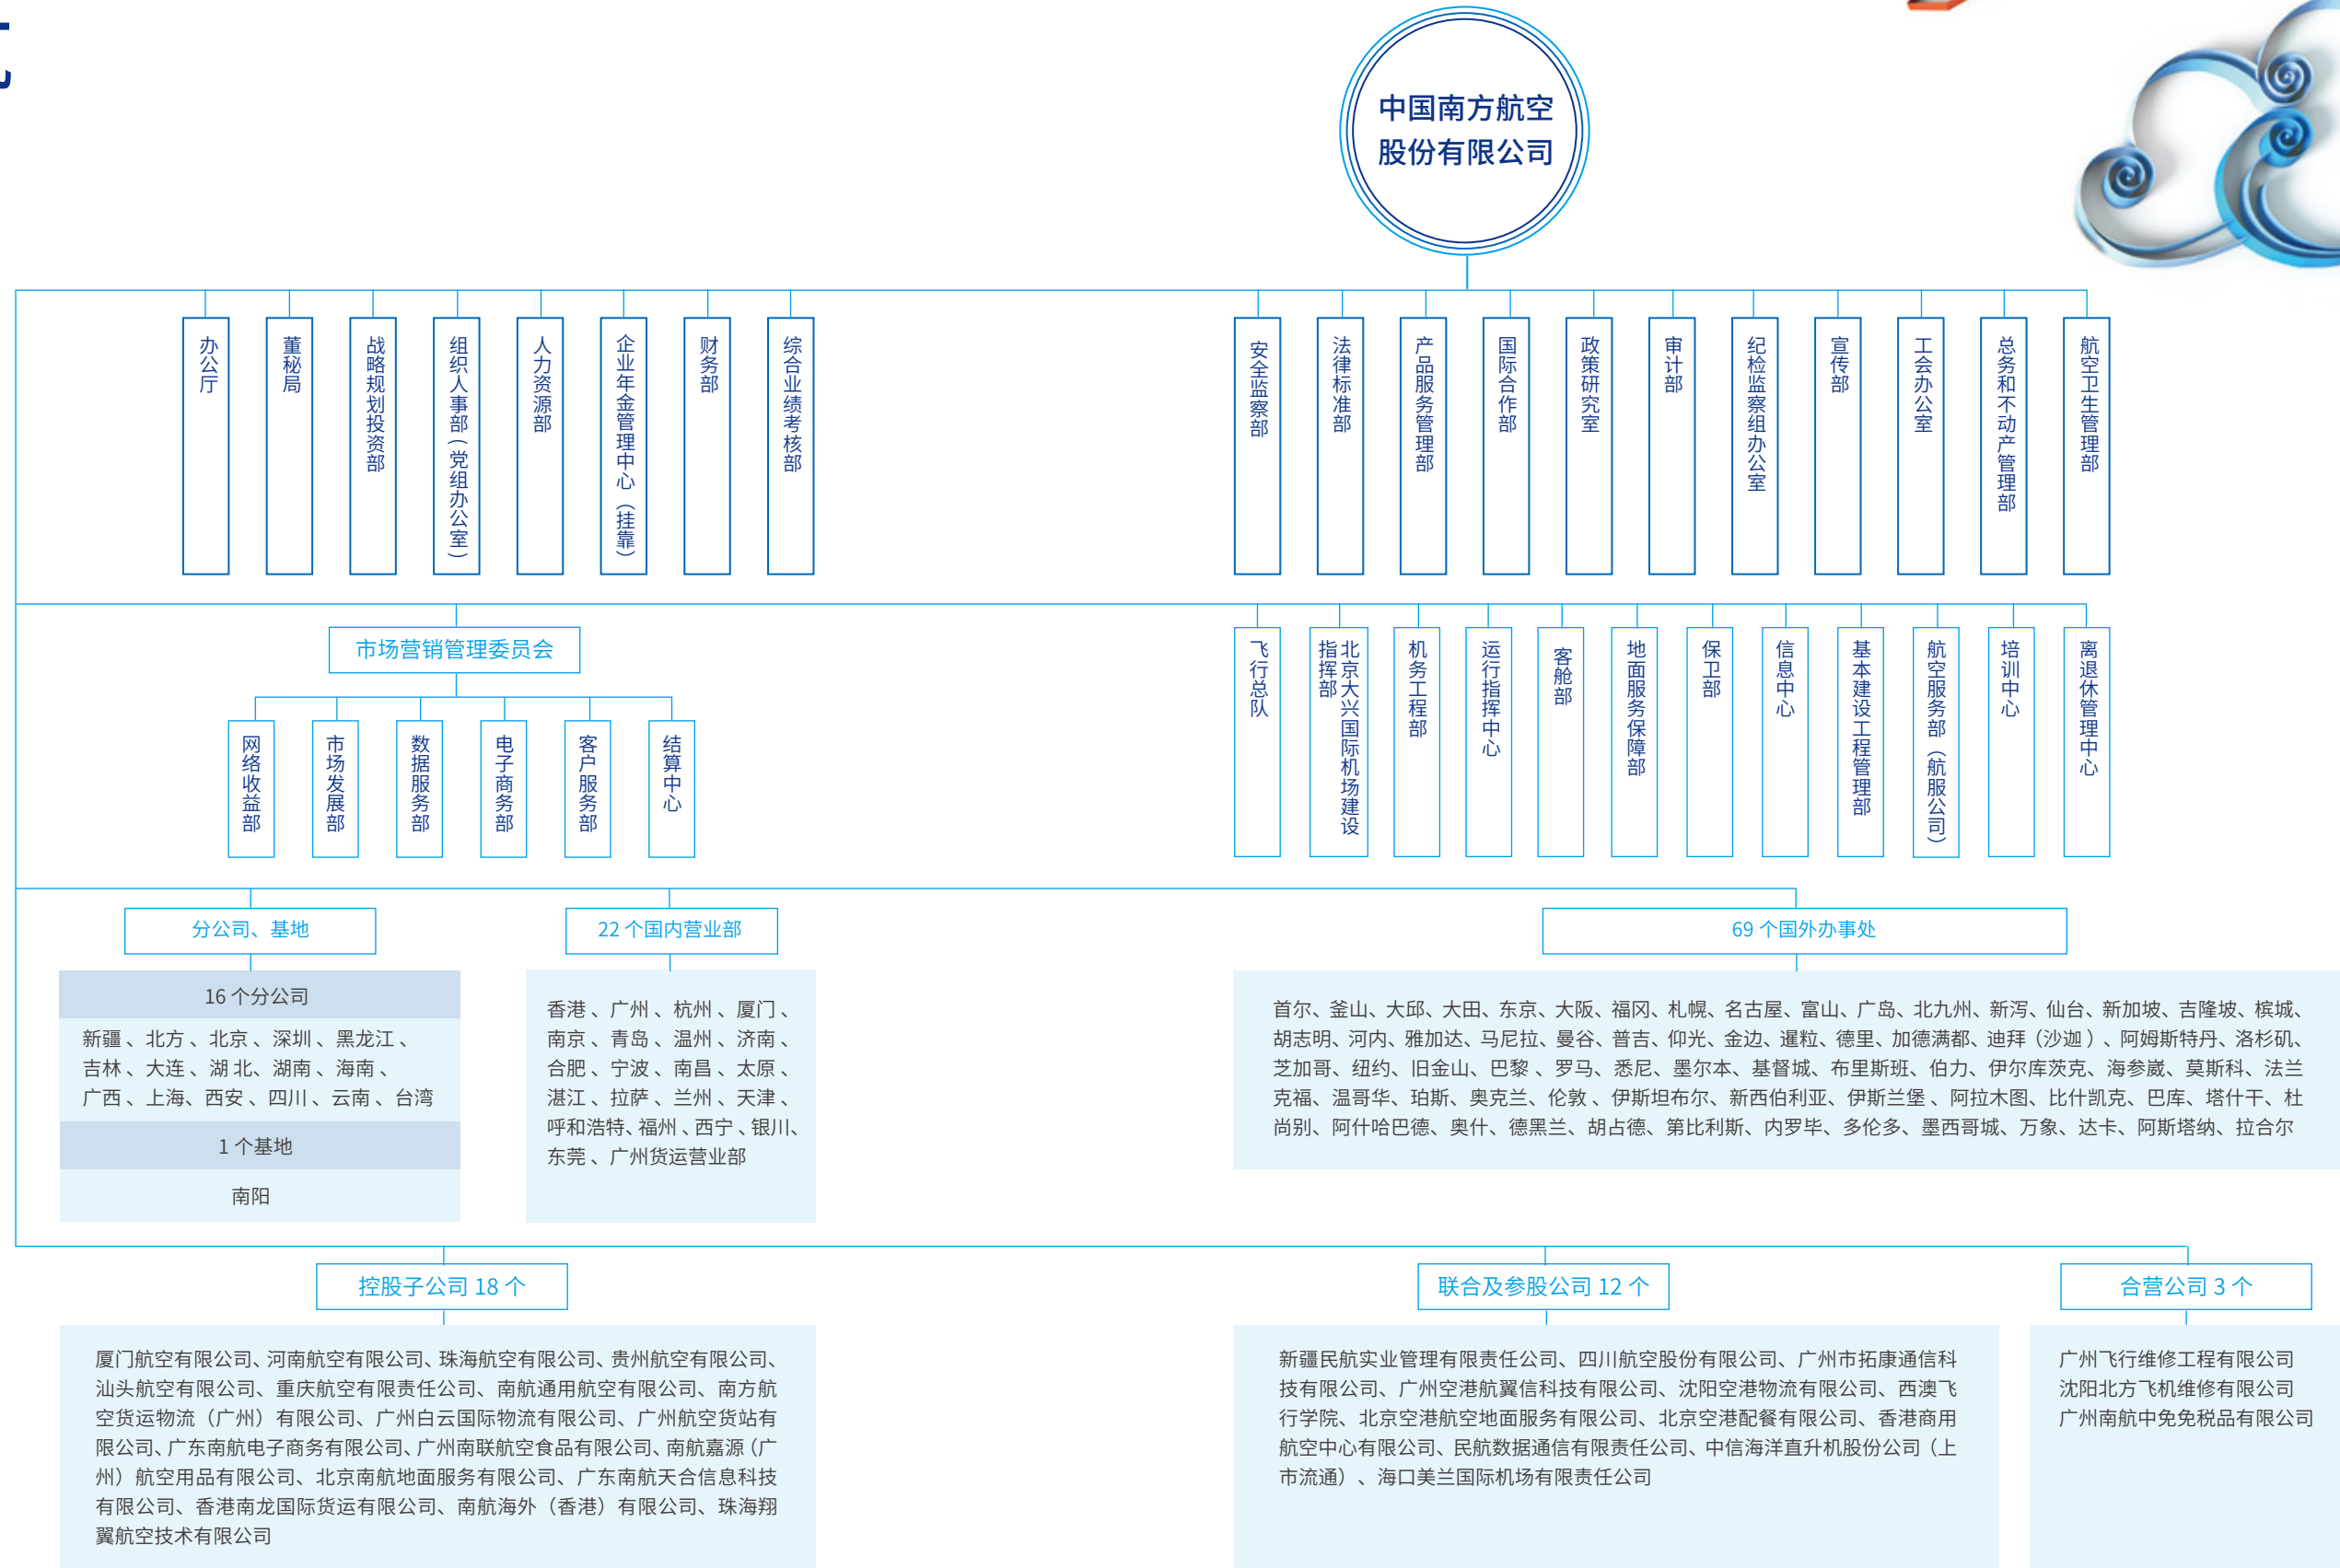 中国南方航空
股份有限公司
办公厅
董秘局
战略规划投资部
组织人事部(党组办公室)
人力资源部
企业年金管理中心（挂靠）
财务部
综合业绩考核部
安全监察部
法律标准部
产品服务管理部
国际合作部
政策研究室
审计部
纪检监察组办公室
宣传部
工会办公室
总务和不动产管理部
航空卫生管理部
市场营销管理委员会
网络收益部
市场发展部
数据服务部
电子商务部
客户服务部
结算中心
飞行总队
北京大兴国际机场建设
指挥部
机务工程部
运行指挥中心
客舱部
地面服务保障部
保卫部
信息中心
基本建设工程管理部
航空服务部（航服公司）
培训中心
离退休管理中心
分公司、基地
16 个分公司
新疆、北方、北京、深圳、黑龙江、
吉林、大连、湖北、湖南、海南、
广西、上海、西安、四川、云南、台湾
1 个基地
南阳
22 个国内营业部
香港、广州、杭州、厦门、
南京、青岛、温州、济南、
合肥、宁波、南昌、太原、
湛江、拉萨、兰州、天津、
呼和浩特、福州、西宁、银川、
东莞、广州货运营业部
69 个国外办事处
首尔、釜山、大邱、大田、东京、大阪、福冈、札幌、名古屋、富山、广岛、北九州、新泻、仙台、新加坡、吉隆坡、槟城、
胡志明、河内、雅加达、马尼拉、曼谷、普吉、仰光、金边、暹粒、德里、加德满都、迪拜（沙迦）、阿姆斯特丹、洛杉矶、
芝加哥、纽约、旧金山、巴黎、罗马、悉尼、墨尔本、基督城、布里斯班、伯力、伊尔库茨克、海参崴、莫斯科、法兰
克福、温哥华、珀斯、奥克兰、伦敦、伊斯坦布尔、新西伯利亚、伊斯兰堡、阿拉木图、比什凯克、巴库、塔什干、杜
尚别、阿什哈巴德、奥什、德黑兰、胡占德、第比利斯、内罗毕、多伦多、墨西哥城、万象、达卡、阿斯塔纳、拉合尔
控股子公司 18 个
厦门航空有限公司、河南航空有限公司、珠海航空有限公司、贵州航空有限公司、
汕头航空有限公司、重庆航空有限责任公司、南航通用航空有限公司、南方航
空货运物流（广州）有限公司、广州白云国际物流有限公司、广州航空货站有
限公司、广东南航电子商务有限公司、广州南联航空食品有限公司、南航嘉源（广
州）航空用品有限公司、北京南航地面服务有限公司、广东南航天合信息科技
有限公司、香港南龙国际货运有限公司、南航海外（香港）有限公司、珠海翔
翼航空技术有限公司
联合及参股公司 12 个
新疆民航实业管理有限责任公司、四川航空股份有限公司、广州市拓康通信科
技有限公司、广州空港航翼信科技有限公司、沈阳空港物流有限公司、西澳飞
行学院、北京空港航空地面服务有限公司、北京空港配餐有限公司、香港商用
航空中心有限公司、民航数据通信有限责任公司、中信海洋直升机股份公司（上
市流通）、海口美兰国际机场有限责任公司
合营公司 3 个
广州飞行维修工程有限公司
沈阳北方飞机维修有限公司
广州南航中免免税品有限公司